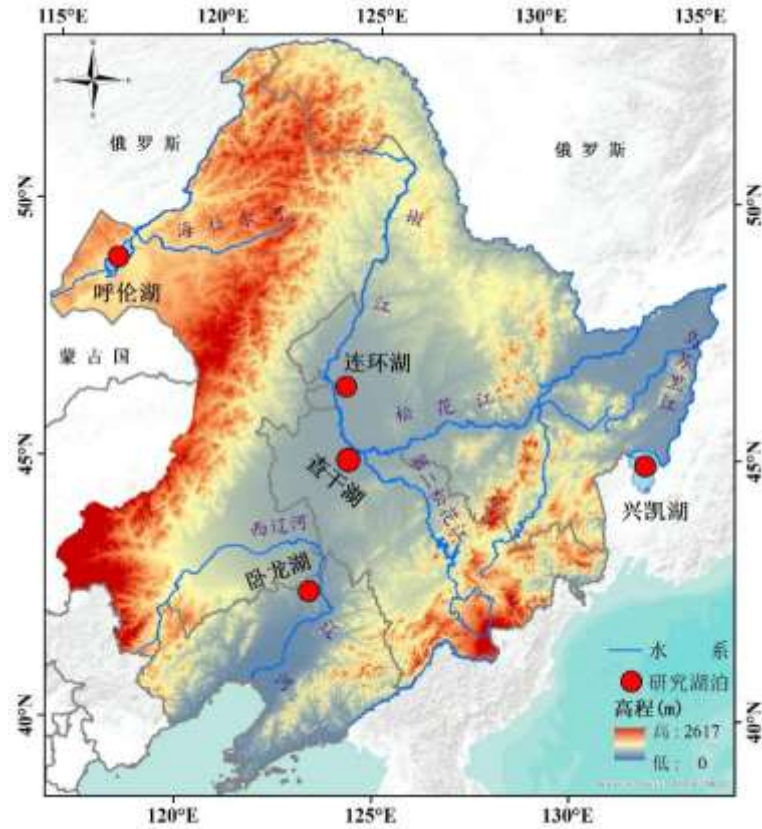 115°E 120°E 125°E 130°E 135°E
俄罗斯
俄罗斯
50°N
50°N
海拉尔河
嫩
江
呼伦湖
蒙古国
连环湖
乌苏里江
松花江
45°N
45°N
查干湖
第二松花江
兴凯湖
西辽河
卧龙湖
辽
河
水系
研究湖泊
高程(m)
高:2617
低: 0
40°N
40°N
120°E 125°E 130°E